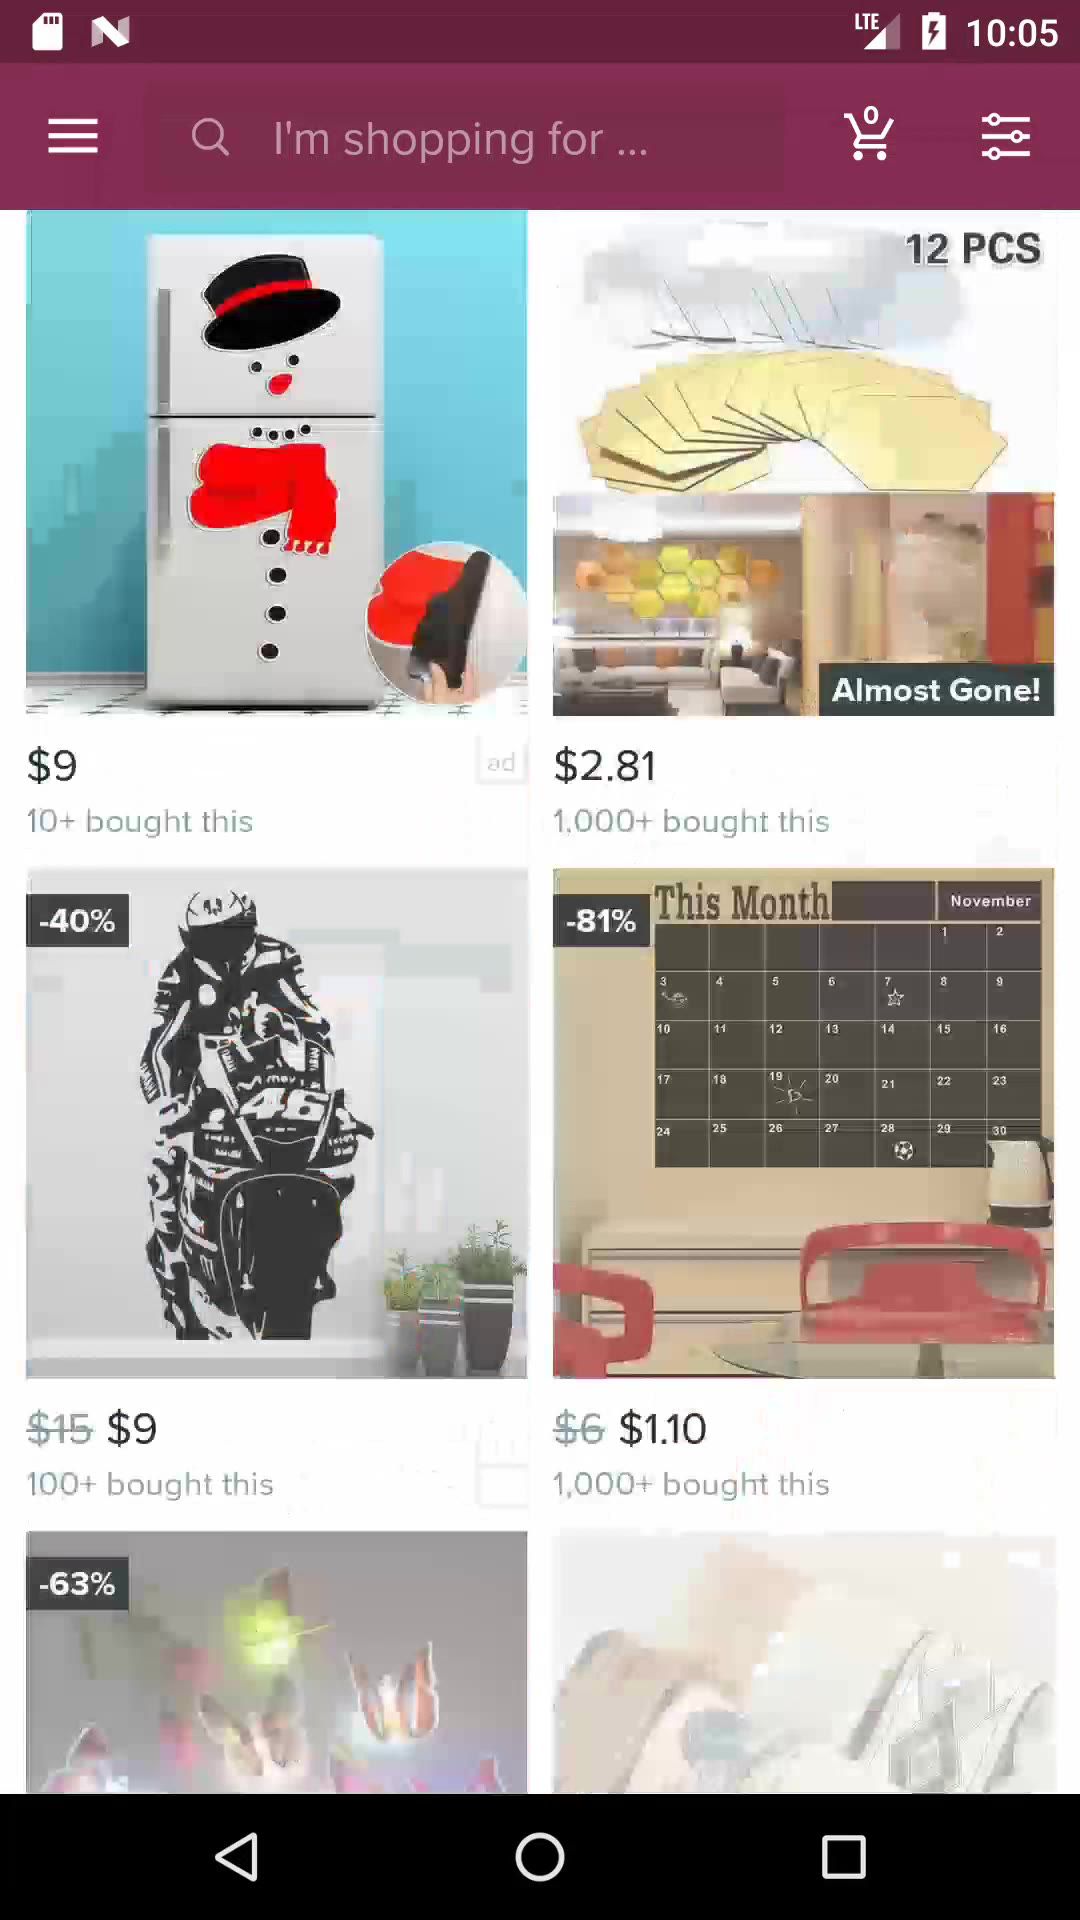 LTE 10:05
I'm shopping for ...
0
12 PCS
Almost Gone!
$9
ad
$2.81
10+ bought this
1,000+ bought this
-40%
46
-81%
This Month
November
1 2
3 4 5 6 7 8 9
10 11 12 13 14 15 16
17 18 19 20 21 22 23
24 25 26 27 28 29 30
$15 $9
$6 $1.10
100+ bought this
1,000+ bought this
-63%